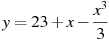 y = 23 + x − x³/3